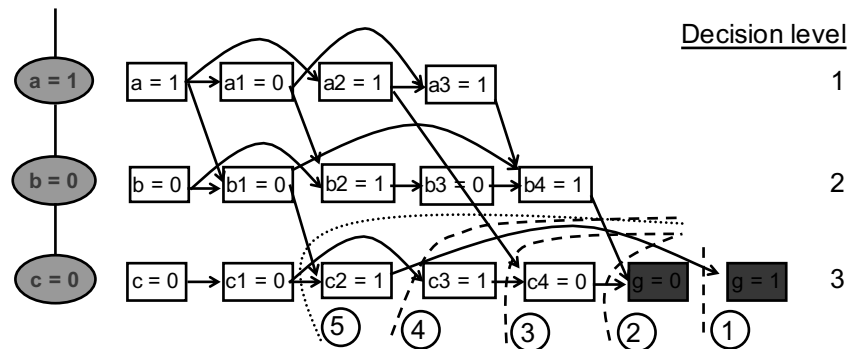 Decision level
a = 1 a = 1 a1 = 0 a2 = 1 a3 = 1 1
b = 0 b = 0 b1 = 0 b2 = 1 b3 = 0 b4 = 1 2
c = 0 c = 0 c1 = 0 c2 = 1 c3 = 1 c4 = 0 g = 0 g = 1 3
5 4 3 2 1